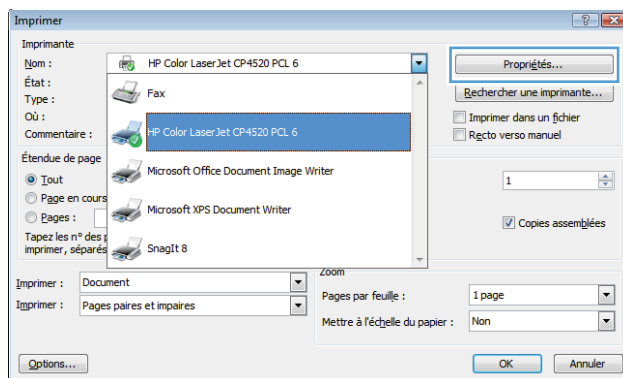 Imprimer
Imprimante
Nom : HP Color LaserJet CP4520 PCL 6 Propriétés...
État :
Type : Fax Rechercher une imprimante...
Où : Imprimer dans un fichier
Commentaire : HP Color LaserJet CP4520 PCL 6 Recto verso manuel
Étendue de page
Tout Microsoft Office Document Image Writer 1
Page en cours
Pages : Microsoft XPS Document Writer Copies assemblées
Tapez les n° des
imprimer, séparés SnagIt 8
Zoom
Imprimer : Document
Pages par feuille : 1 page
Imprimer : Pages paires et impaires
Mettre à l'échelle du papier : Non
Options... OK Annuler